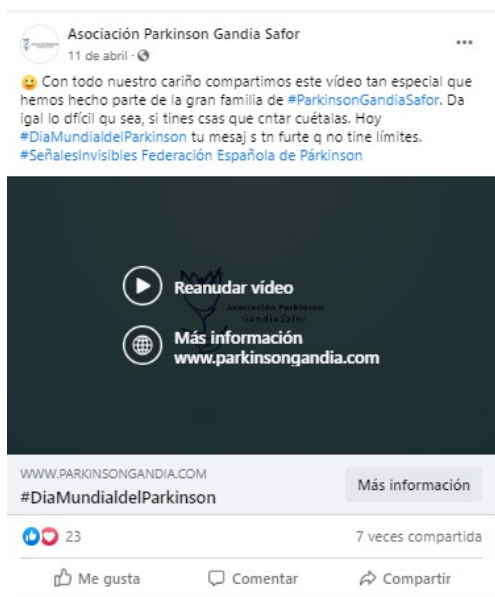 Asociación Parkinson Gandia Safor
11 de abril ·
Con todo nuestro cariño compartimos este vídeo tan especial que
hemos hecho parte de la gran familia de #ParkinsonGandiaSafor. Da
igal lo dfícil qu sea, si tines csas que cntar cuétalas. Hoy
#DiaMundialdelParkinson tu mesaj s tn furte q no tine límites.
#SeñalesInvisibles Federación Española de Párkinson
Reanudar vídeo
Asociación Parkinson
Gandia Safor
Más información
www.parkinsongandia.com
WWW.PARKINSONGANDIA.COM
#DiaMundialdelParkinson
Más información
23
7 veces compartida
Me gusta
Comentar
Compartir